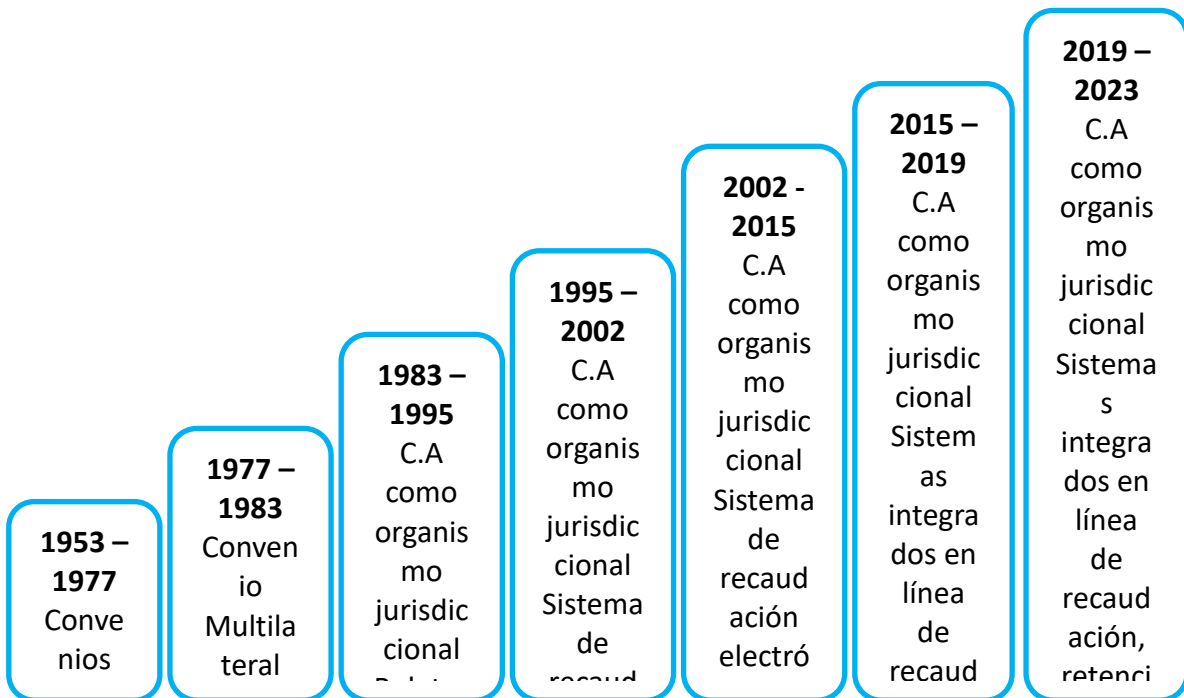 1953 –
1977
Conve
nios
1977 –
1983
Conven
io
Multila
teral
1983 –
1995
C.A
como
organis
mo
jurisdic
cional
1995 –
2002
C.A
como
organis
mo
jurisdic
cional
Sistema
de
recaud
2002 -
2015
C.A
como
organis
mo
jurisdic
cional
Sistema
de
recaud
ación
electró
2015 –
2019
C.A
como
organis
mo
jurisdic
cional
Sistem
as
integra
dos en
línea
de
recaud
2019 –
2023
C.A
como
organis
mo
jurisdic
cional
Sistema
s
integra
dos en
línea
de
recaud
ación,
retenci